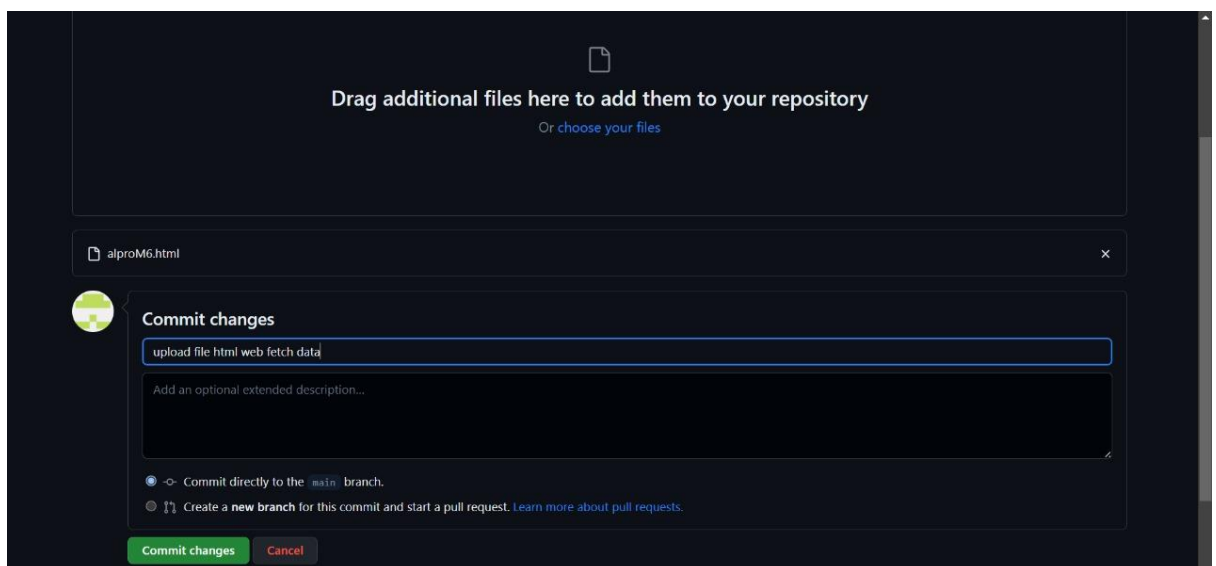 Drag additional files here to add them to your repository
Or choose your files
alproM6.html
Commit changes
upload file html web fetch data
Add an optional extended description...
Commit directly to the main branch.
Create a new branch for this commit and start a pull request. Learn more about pull requests.
Commit changes Cancel